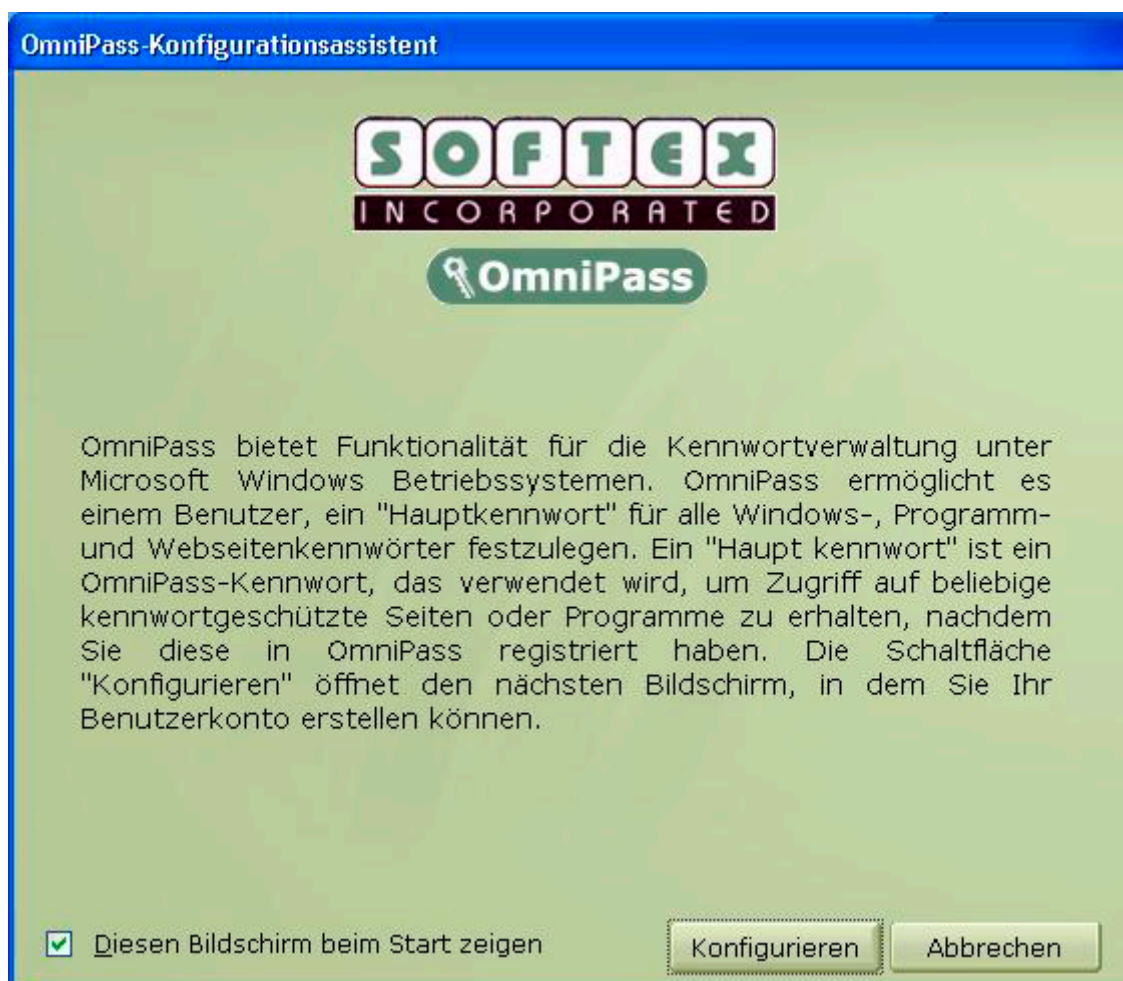 OmniPass-Konfigurationsassistent
SOFTEX
INCORPORATED
OmniPass
OmniPass bietet Funktionalität für die Kennwortverwaltung unter
Microsoft Windows Betriebssystemen. OmniPass ermöglicht es
einem Benutzer, ein "Hauptkennwort" für alle Windows-, Programm-
und Webseitenkennwörter festzulegen. Ein "Haupt kennwort" ist ein
OmniPass-Kennwort, das verwendet wird, um Zugriff auf beliebige
kennwortgeschützte Seiten oder Programme zu erhalten, nachdem
Sie diese in OmniPass registriert haben. Die Schaltfläche
"Konfigurieren" öffnet den nächsten Bildschirm, in dem Sie Ihr
Benutzerkonto erstellen können.
Diesen Bildschirm beim Start zeigen
Konfigurieren
Abbrechen